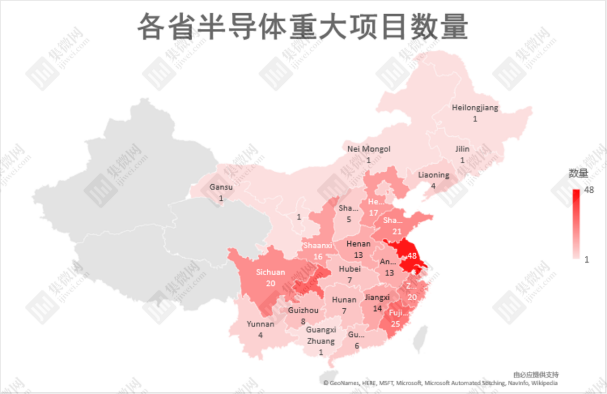 各省半导体重大项目数量
Heilongjiang
1
Nei Mongol
1
Jilin
1
Liaoning
4
Gansu
1
1
Sha...
5
He...
17
Sha...
21
Shaanxi
16
Henan
13
An...
13
48
Sichuan
20
Hubei
7
Z...
20
Hunan
7
Jiangxi
14
Fuji...
25
Guizhou
8
Yunnan
4
Guangxi
Zhuang
1
Gu...
6
数量
48
1
由必应提供支持
© GeoNames, HERE, MSFT, Microsoft, Microsoft Automated Stitching, Navinfo, Wikipedia
集微网
ijiwei.com